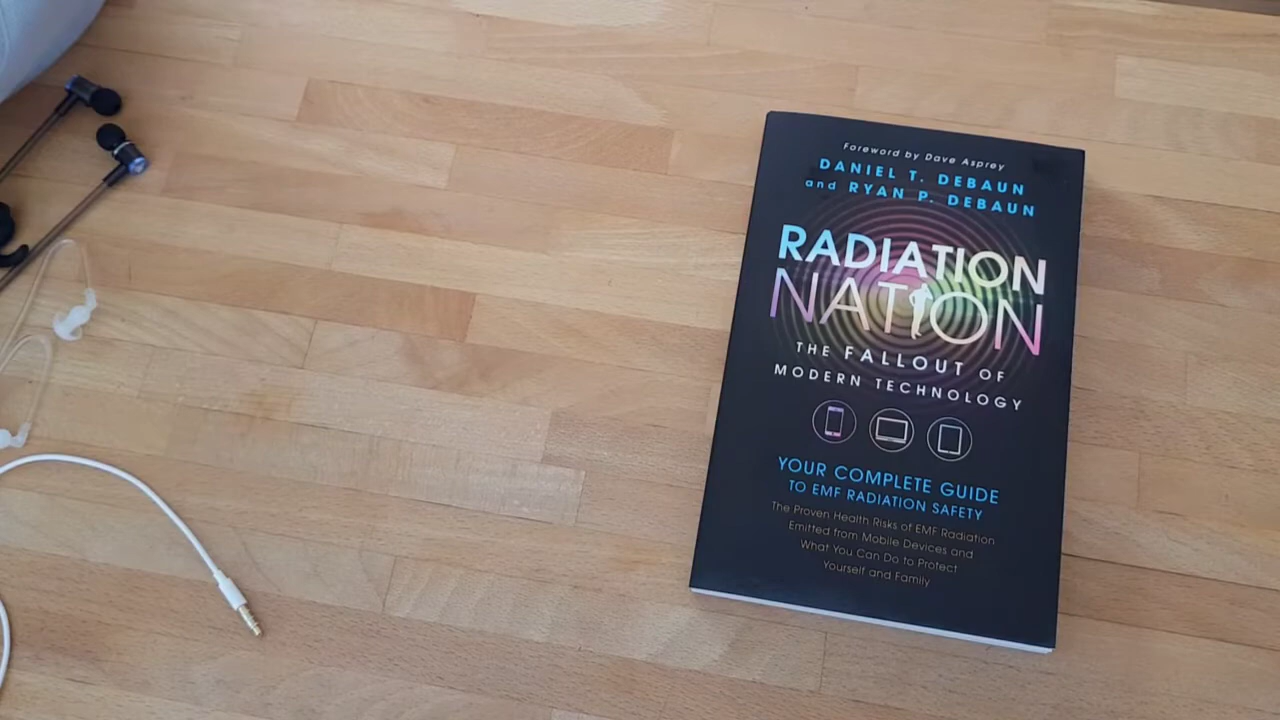 Foreword by Dave Asprey
DANIEL T. DEBAUN
and RYAN P. DEBAUN
RADIATION
NATION
THE FALLOUT OF
MODERN TECHNOLOGY
YOUR COMPLETE GUIDE
TO EMF RADIATION SAFETY
The Proven Health Risks of EMF Radiation
Emitted from Mobile Devices and
What You Can Do to Protect
Yourself and Family